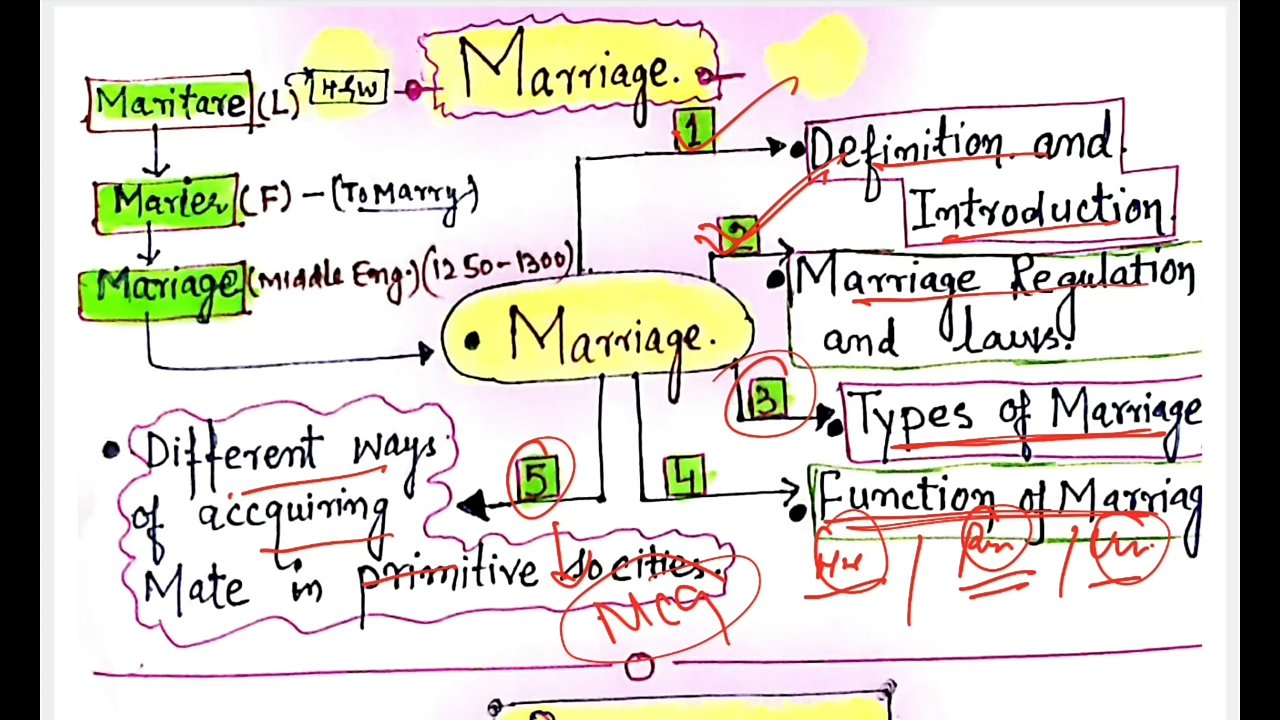 Marriage.
Maritare (L) H&W
Marier (F) - (To Marry)
Mariage (Middle Eng.) (1250-1300)
Marriage.
1
Definition and
Introduction
2
Marriage Regulation
and laws.
3
Types of Marriage
4
Function of Marriag
5
Different ways
of accquiring
Mate in primitive socities.
MCQ